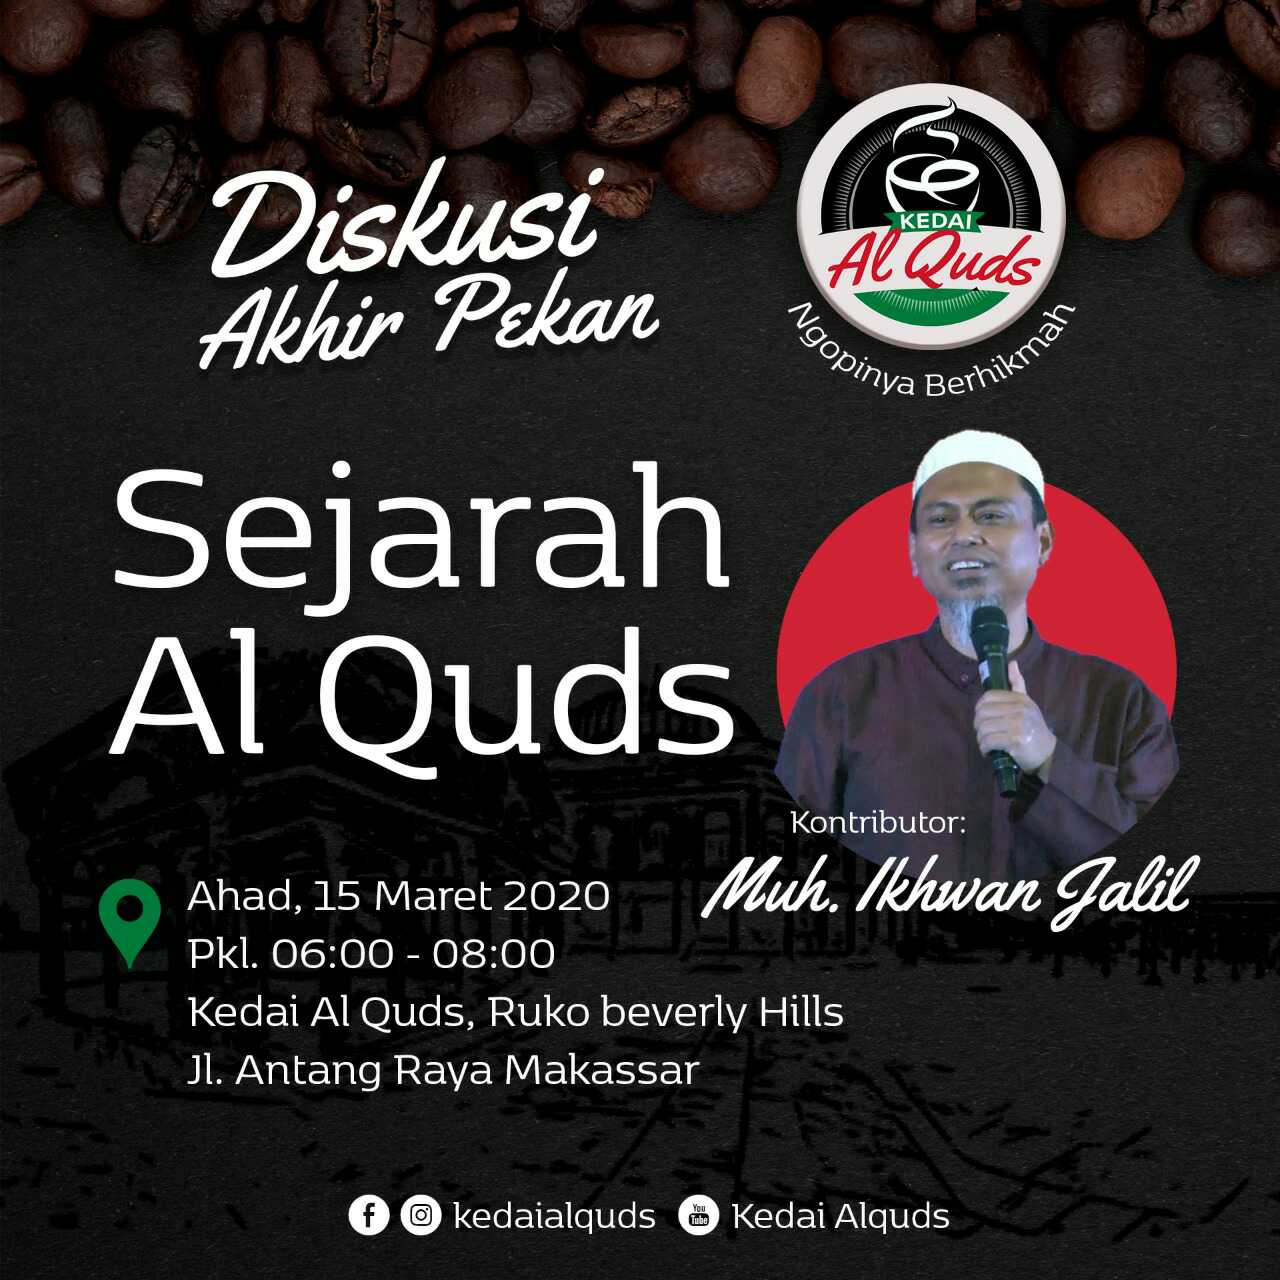 Diskusi
Akhir Pekan
KEDAI
Al Quds
Ngopinya Berhikmah
Sejarah
Al Quds
Kontributor:
Muh. Ikhwan Jalil
Ahad, 15 Maret 2020
Pkl. 06:00 - 08:00
Kedai Al Quds, Ruko beverly Hills
Jl. Antang Raya Makassar
kedaialquds
You
Tube
Kedai Alquds